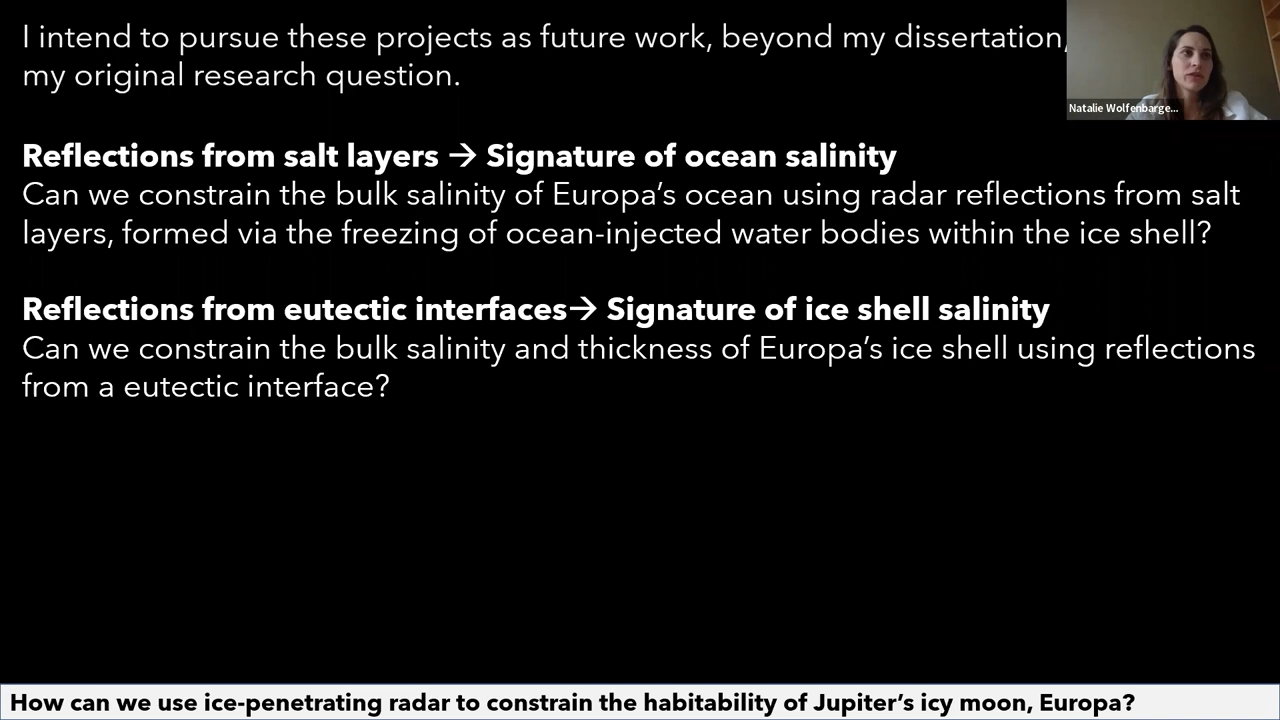 I intend to pursue these projects as future work, beyond my dissertation,
my original research question.
Natalie Wolfenbarge...
Reflections from salt layers → Signature of ocean salinity
Can we constrain the bulk salinity of Europa’s ocean using radar reflections from salt
layers, formed via the freezing of ocean-injected water bodies within the ice shell?
Reflections from eutectic interfaces→ Signature of ice shell salinity
Can we constrain the bulk salinity and thickness of Europa’s ice shell using reflections
from a eutectic interface?
How can we use ice-penetrating radar to constrain the habitability of Jupiter’s icy moon, Europa?